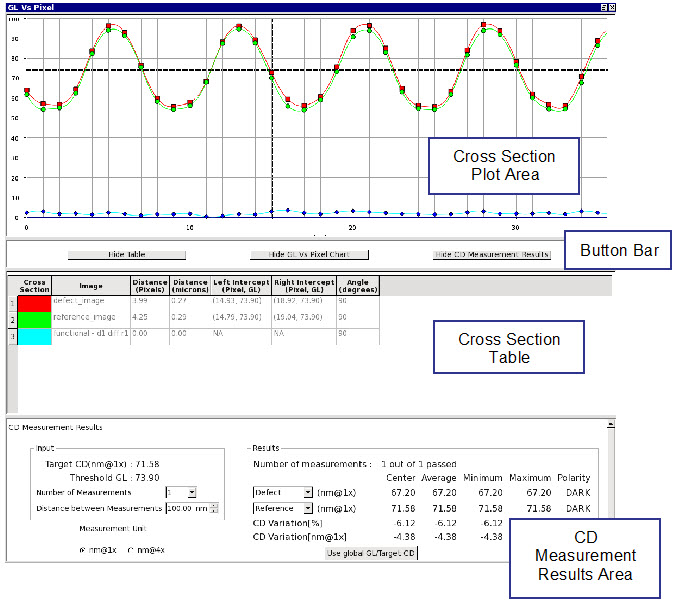 GL Vs Pixel
100
90
80
70
60
50
40
30
20
10
0
0 10 20 30
Cross Section
Plot Area
Hide Table Hide GL Vs Pixel Chart Hide CD Measurement Results
Button Bar
Cross Section Image Distance (Pixels) Distance (microns) Left Intercept (Pixel, GL) Right Intercept (Pixel, GL) Angle (degrees)
1 defect_image 3.99 0.27 (14.93, 73.90) (18.92, 73.90) 90
2 reference_image 4.25 0.29 (14.79, 73.90) (19.04, 73.90) 90
3 functional - d1 diff r1 0.00 0.00 NA NA 90
Cross Section
Table
CD Measurement Results
Input
Target CD(nm@1x) : 71.58
Threshold GL : 73.90
Number of Measurements 1
Distance between Measurements 100.00 nm
Measurement Unit
nm@1x nm@4x
Results
Number of measurements : 1 out of 1 passed
Center Average Minimum Maximum Polarity
Defect (nm@1x) 67.20 67.20 67.20 67.20 DARK
Reference (nm@1x) 71.58 71.58 71.58 71.58 DARK
CD Variation[%] -6.12 -6.12 -6.12
CD Variation[nm@1x] -4.38 -4.38 -4.38
Use global GL/Target CD
CD
Measurement
Results Area